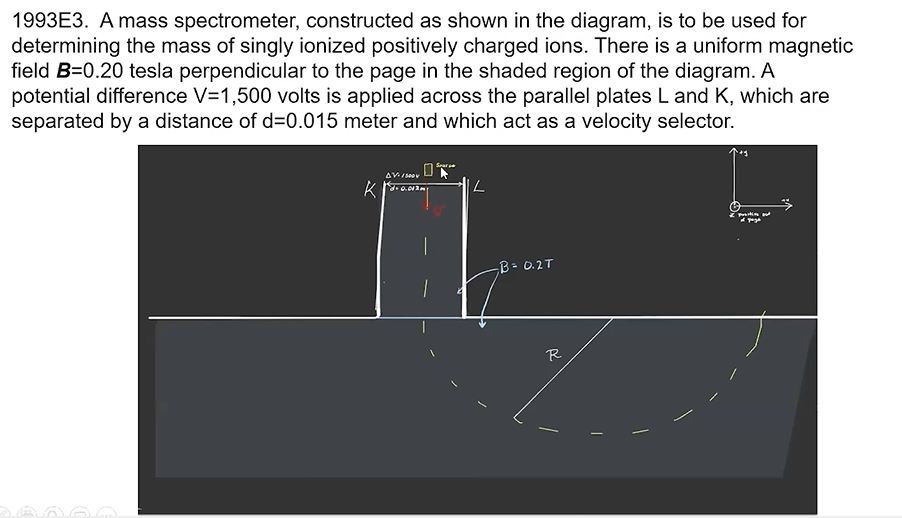 1993E3. A mass spectrometer, constructed as shown in the diagram, is to be used for
determining the mass of singly ionized positively charged ions. There is a uniform magnetic
field B=0.20 tesla perpendicular to the page in the shaded region of the diagram. A
potential difference V=1,500 volts is applied across the parallel plates L and K, which are
separated by a distance of d=0.015 meter and which act as a velocity selector.
Source
ΔV=1500V
K
L
+y
V
+x
z positive out
of page
B = 0.2T
R